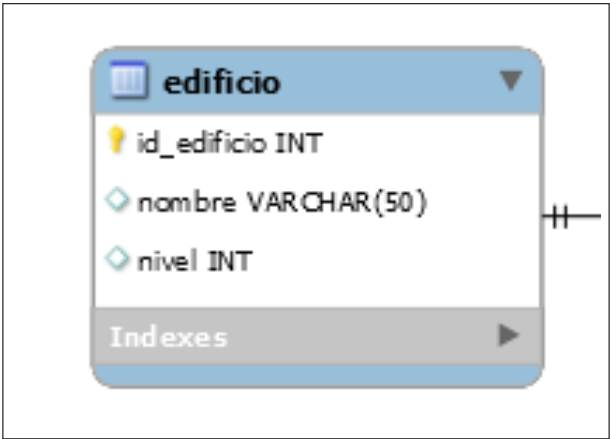 edificio
id_edificio INT
nombre VARCHAR(50)
nivel INT
Indexes